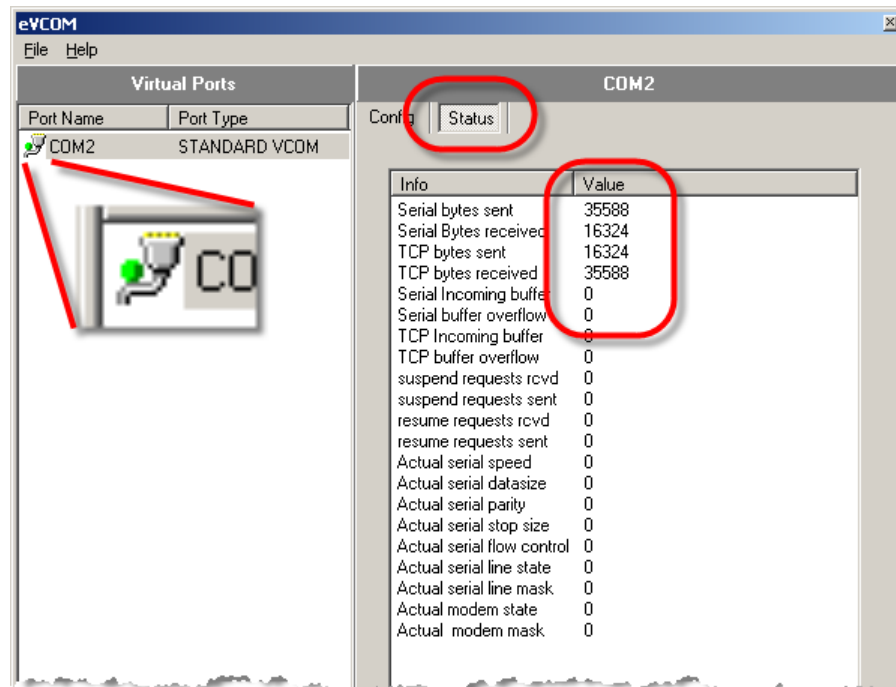 eVCOM
File Help
Virtual Ports
COM2
Port Name Port Type
COM2 STANDARD VCOM
CO
Config Status
Info Value
Serial bytes sent 35588
Serial Bytes received 16324
TCP bytes sent 16324
TCP bytes received 35588
Serial Incoming buffer 0
Serial buffer overflow 0
TCP Incoming buffer 0
TCP buffer overflow 0
suspend requests rcvd 0
suspend requests sent 0
resume requests rcvd 0
resume requests sent 0
Actual serial speed 0
Actual serial datasize 0
Actual serial parity 0
Actual serial stop size 0
Actual serial flow control 0
Actual serial line state 0
Actual serial line mask 0
Actual modem state 0
Actual modem mask 0